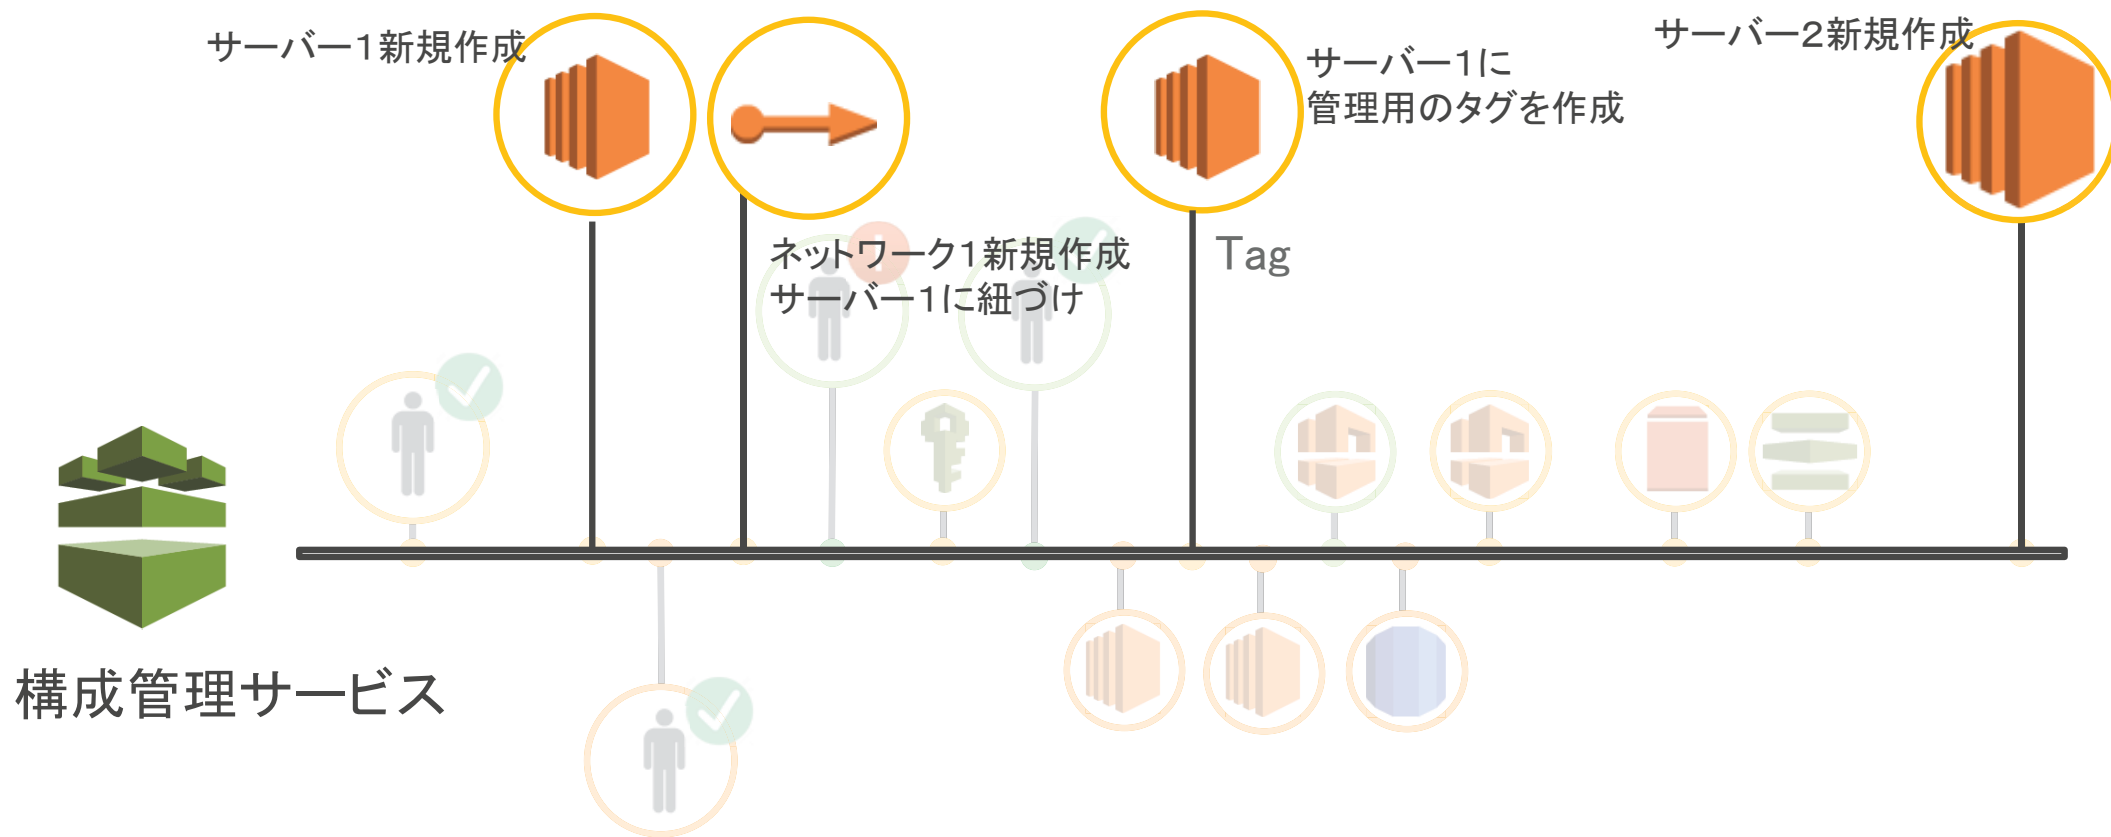 サーバー1新規作成
サーバー1に
管理用のタグを作成
サーバー2新規作成
ネットワーク1新規作成
サーバー1に紐づけ
Tag
構成管理サービス